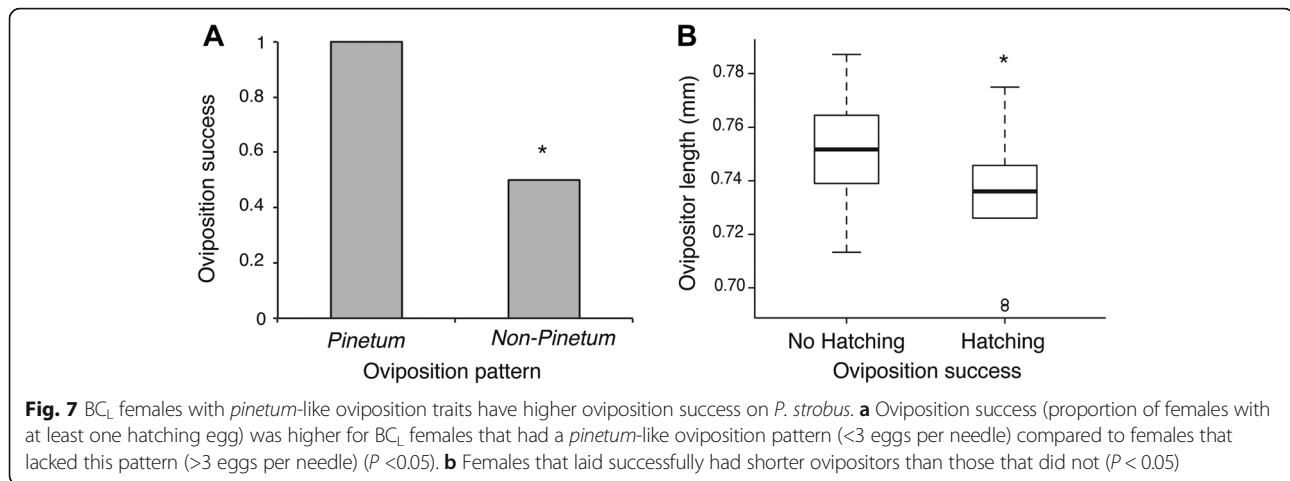 A
Oviposition success
1
0.8
0.6
0.4
0.2
0
*
Pinetum
Non-Pinetum
Oviposition pattern
B
Ovipositor length (mm)
0.78
0.76
0.74
0.72
0.70
*
No Hatching
Hatching
Oviposition success
Fig. 7 BCL females with pinetum-like oviposition traits have higher oviposition success on P. strobus. a Oviposition success (proportion of females with
at least one hatching egg) was higher for BCL females that had a pinetum-like oviposition pattern (<3 eggs per needle) compared to females that
lacked this pattern (>3 eggs per needle) (P <0.05). b Females that laid successfully had shorter ovipositors than those that did not (P < 0.05)